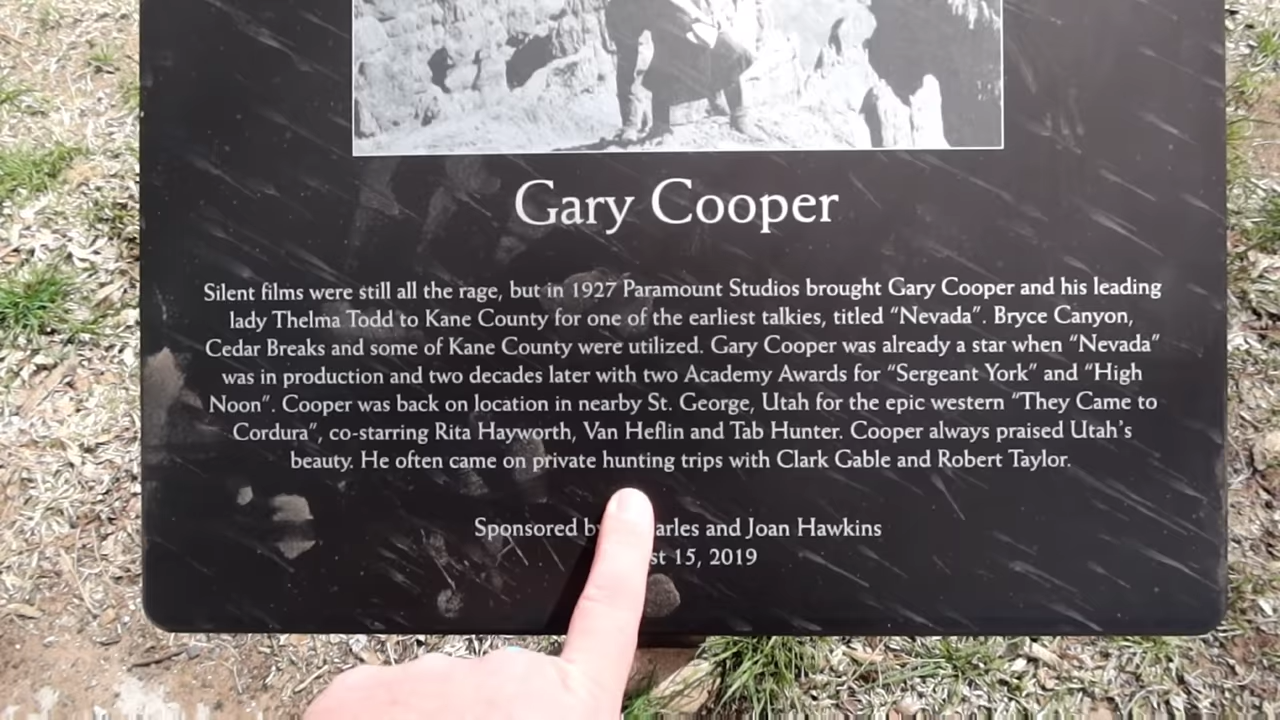 Gary Cooper
Silent films were still all the rage, but in 1927 Paramount Studios brought Gary Cooper and his leading
lady Thelma Todd to Kane County for one of the earliest talkies, titled “Nevada”. Bryce Canyon,
Cedar Breaks and some of Kane County were utilized. Gary Cooper was already a star when “Nevada”
was in production and two decades later with two Academy Awards for “Sergeant York” and “High
Noon”. Cooper was back on location in nearby St. George, Utah for the epic western “They Came to
Cordura”, co-starring Rita Hayworth, Van Heflin and Tab Hunter. Cooper always praised Utah’s
beauty. He often came on private hunting trips with Clark Gable and Robert Taylor.
Sponsored and Joan Hawkins
15, 2019